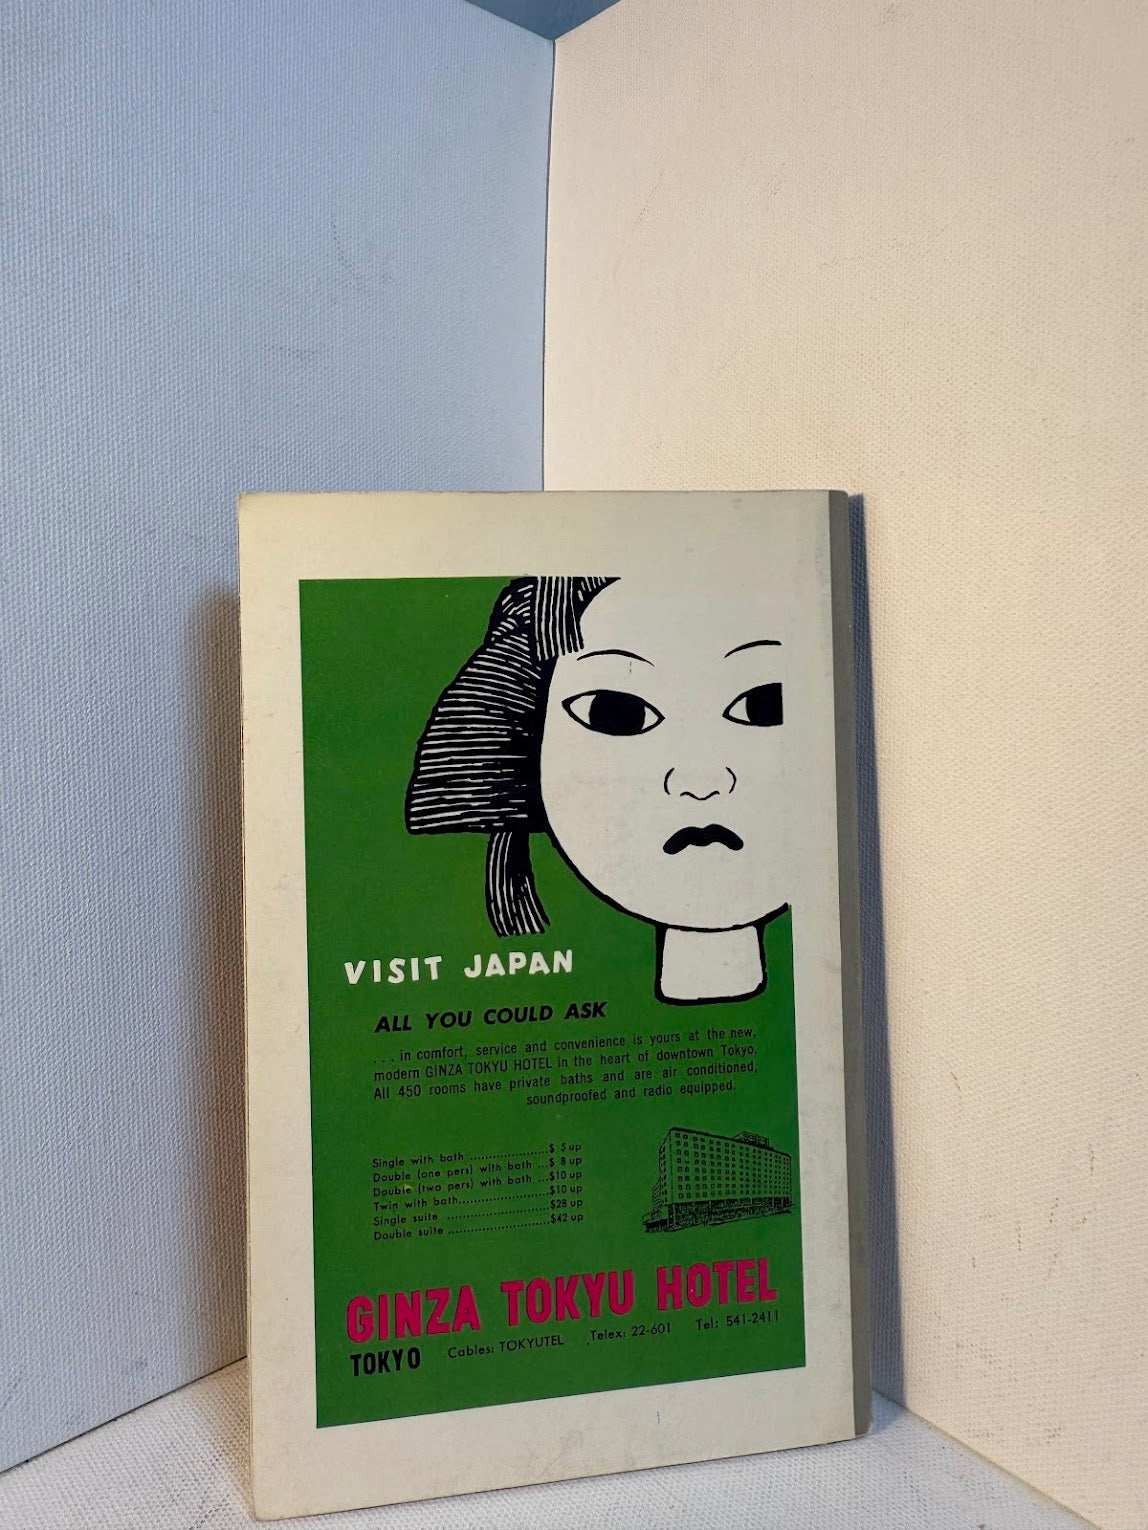 VISIT JAPAN
ALL YOU COULD ASK
. . . in comfort, service and convenience is yours at the new,
modern GINZA TOKYU HOTEL in the heart of downtown Tokyo.
All 450 rooms have private baths and are air conditioned,
soundproofed and radio equipped.
Single with bath ......................$ 5 up
Double (one pers) with bath ...$ 8 up
Double (two pers) with bath ...$10 up
Twin with bath.........................$10 up
Single suite .............................$28 up
Double suite ............................$42 up
GINZA TOKYU HOTEL
TOKYO Cables: TOKYUTEL Telex: 22-601 Tel: 541-2411